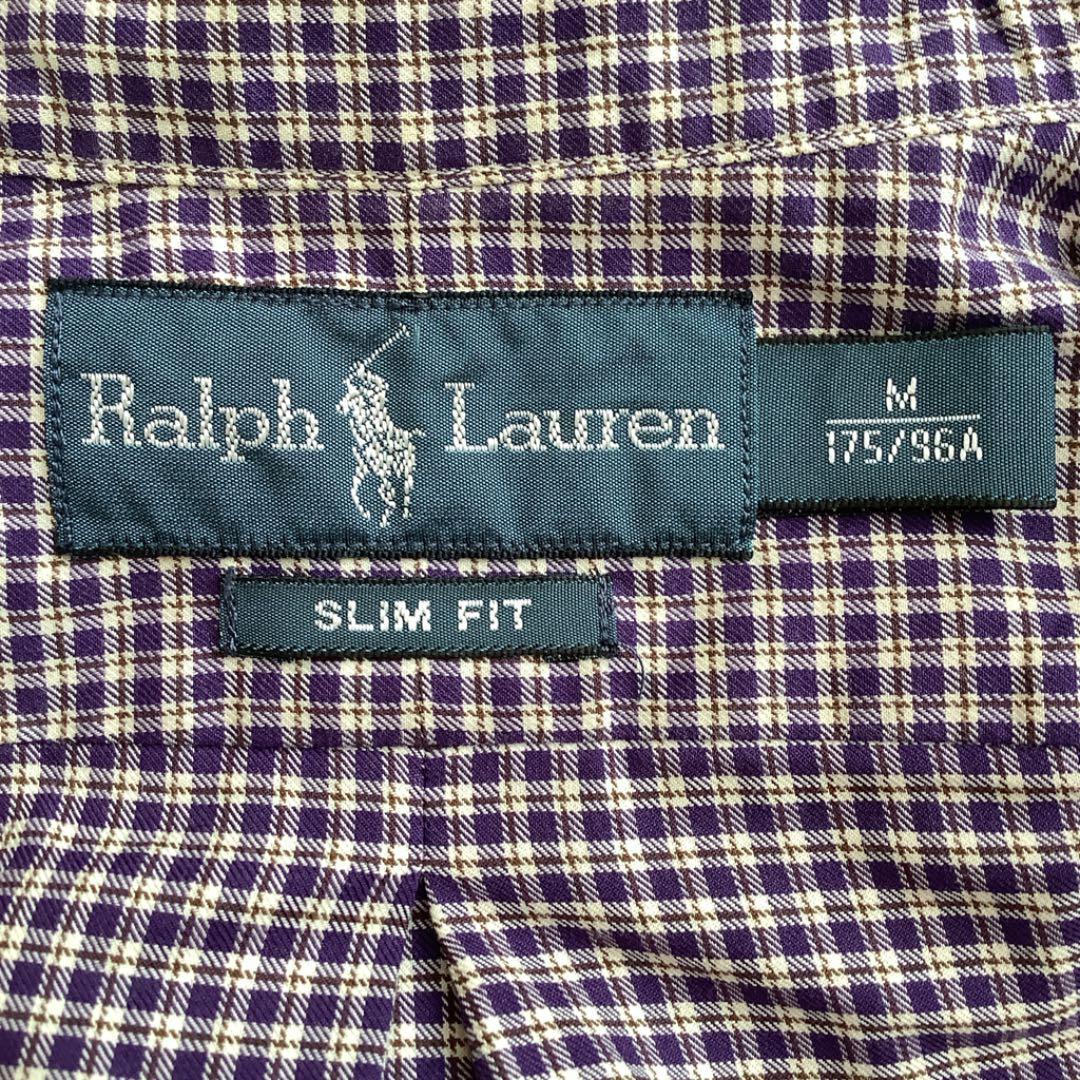 Ralph Lauren
M
175/96A
SLIM FIT